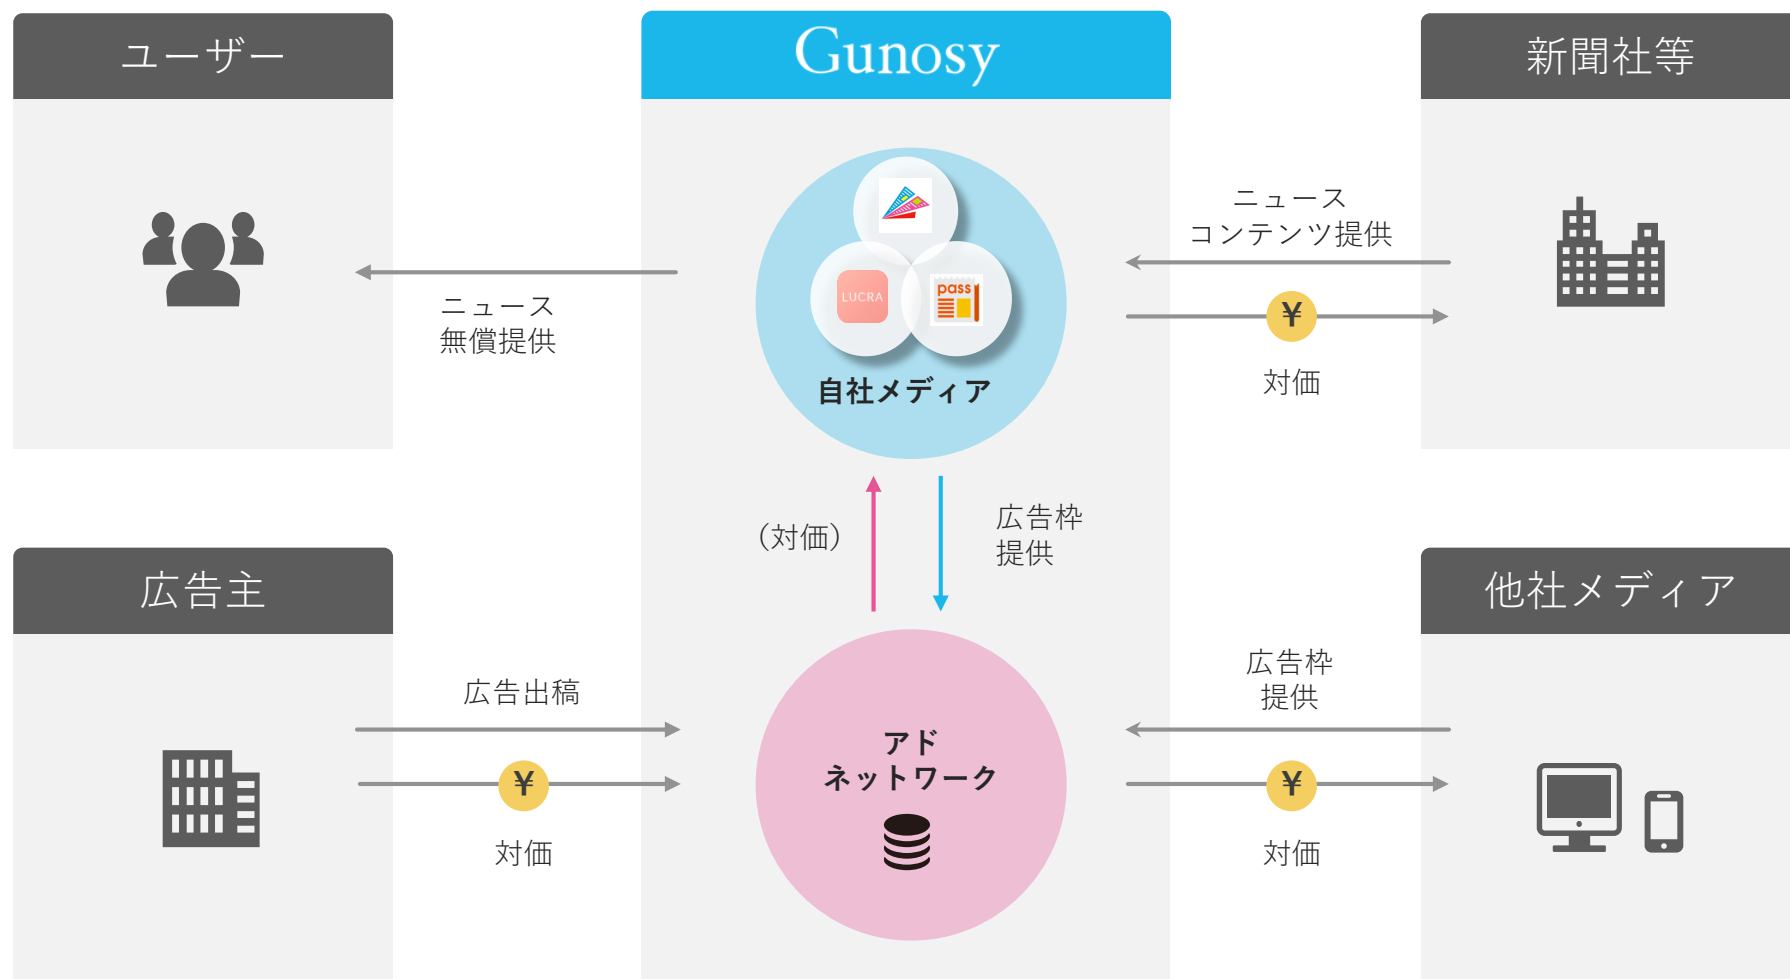 ユーザー
Gunosy
新聞社等
ニュース
コンテンツ提供
LUCRA
pass
ニュース
無償提供
¥
対価
自社メディア
(対価)
広告枠
提供
広告主
他社メディア
広告出稿
広告枠
提供
アド
ネットワーク
¥
¥
対価
対価